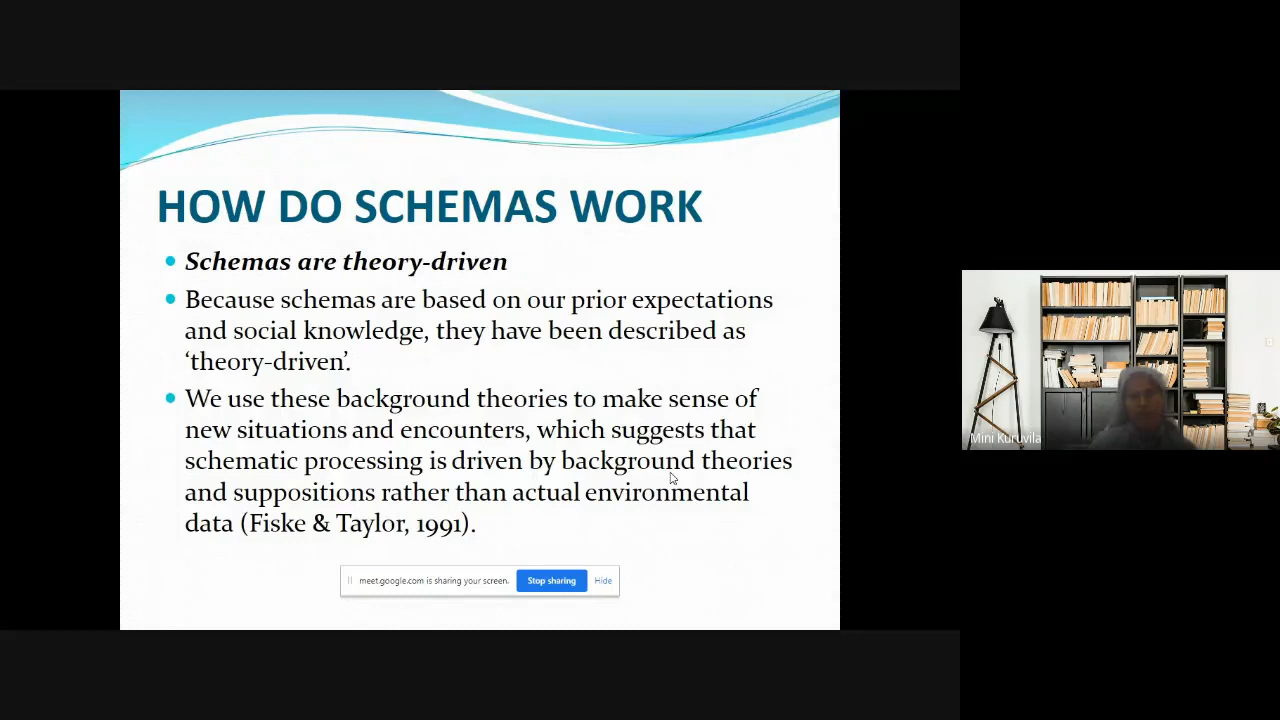 HOW DO SCHEMAS WORK
Schemas are theory-driven
Because schemas are based on our prior expectations
and social knowledge, they have been described as
‘theory-driven’.
We use these background theories to make sense of
new situations and encounters, which suggests that
schematic processing is driven by background theories
and suppositions rather than actual environmental
data (Fiske & Taylor, 1991).
meet.google.com is sharing your screen. Stop sharing Hide
Mini Kuruvila